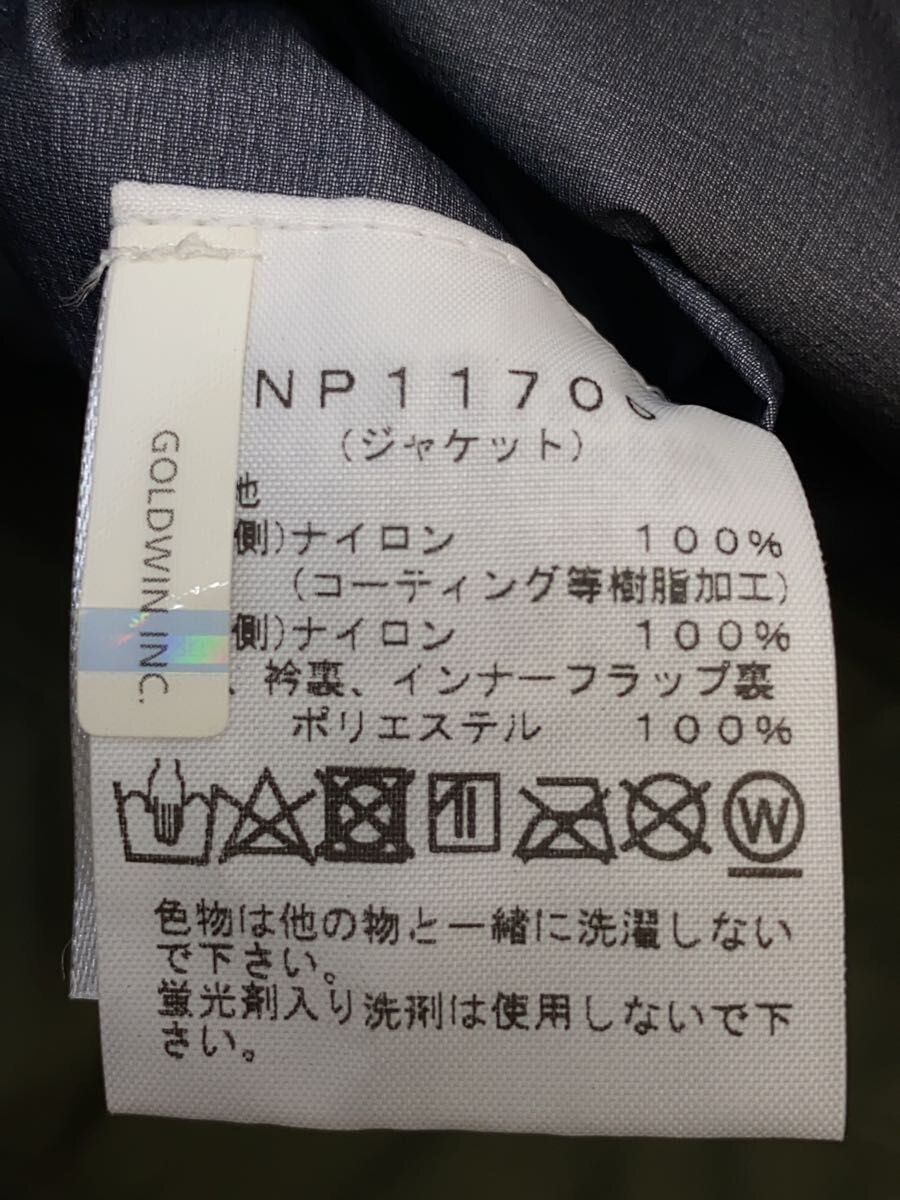 NP1170
(ジャケット)
他
側)ナイロン 100%
(コーティング等樹脂加工)
側)ナイロン 100%
、衿裏、インナーフラップ裏
ポリエステル 100%
GOLDWIN INC.
W
色物は他の物と一緒に洗濯しない
で下さい。
蛍光剤入り洗剤は使用しないで下
さい。